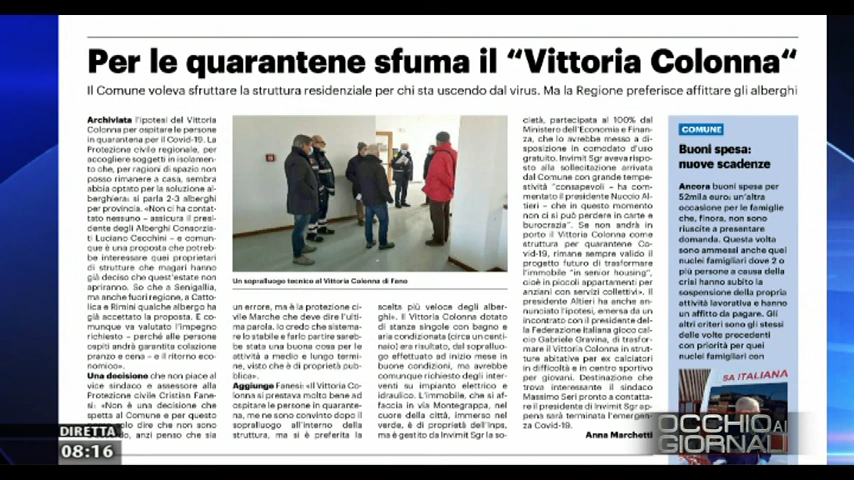 Per le quarantene sfuma il “Vittoria Colonna“
Il Comune voleva sfruttare la struttura residenziale per chi sta uscendo dal virus. Ma la Regione preferisce affittare gli alberghi
Archiviata l'ipotesi del Vittoria
Colonna per ospitare le persone
in quarantena per il Covid-19. La
Protezione civile regionale, per
accogliere soggetti in isolamen-
to che, per ragioni di spazio non
posso rimanere a casa, sembra
abbia optato per la soluzione al-
berghiera: si parla 2-3 alberghi
per provincia. «Non ci ha con-
tattato nessuno – assicura il presi-
dente degli Alberghi Consorzia-
ti Luciano Cecchini – e comun-
que è una proposta che potreb-
be interessare quei proprietari
di strutture che magari hanno
già deciso che quest'estate non
apriranno. So che a Senigallia,
ma anche fuori regione, a Catto-
lica e Rimini qualche albergo ha
già accettato la proposta. E co-
munque va valutato l'impegno
richiesto – perché alle persone
ospiti andrà garantita colazione
pranzo e cena – e il ritorno eco-
nomico».
Una decisione che non piace al
vice sindaco e assessore alla
Protezione civile Cristian Fane-
si: «Non è una decisione che
spetta al Comune e per questo
solo dire che non sono
anzi penso che sia
Un sopralluogo tecnico al Vittoria Colonna di Fano
un errore, ma è la protezione ci-
vile Marche che deve dire l'ulti-
ma parola. Io credo che sistema-
re lo stabile e farlo partire sareb-
be stata una buona cosa per le
attività a medio e lungo termi-
ne, visto che è di proprietà pub-
blica».
Aggiunge Fanesi: «Il Vittoria Co-
lonna si prestava molto bene ad
ospitare le persone in quarante-
na, me ne sono convinto dopo il
sopralluogo all'interno della
struttura, ma si è preferita la
scelta più veloce degli alber-
ghi». Il Vittoria Colonna dotato
di stanze singole con bagno e
aria condizionata (circa un centi-
naio) era risultato, dal sopralluo-
go effettuato ad inizio mese in
buone condizioni, ma avrebbe
comunque richiesto degli inter-
venti su impianto elettrico e
idraulico. L'immobile, che si af-
faccia in via Montegrappa, nel
cuore della città, immerso nel
verde, è di proprietà dell'Inps,
ma è gestito da Invimit Sgr la so-
cietà, partecipata al 100% dal
Ministero dell'Economia e Finan-
za, che lo avrebbe messo a di-
sposizione in comodato d'uso
gratuito. Invimit Sgr aveva rispo-
sto alla sollecitazione arrivata
dal Comune con grande tempe-
stività “consapevoli – ha com-
mentato il presidente Nuccio Al-
tieri – che in questo momento
non ci si può perdere in carte e
burocrazia”. Se non andrà in
porto il Vittoria Colonna come
struttura per quarantene Co-
vid-19, rimane sempre valido il
progetto futuro di trasformare
l'immobile “in senior housing”,
cioè in piccoli appartamenti per
anziani con servizi collettivi». Il
presidente Altieri ha anche an-
nunciato l'ipotesi, emersa da un
incontro con il presidente del-
la Federazione italiana gioco cal-
cio Gabriele Gravina, di trasfor-
mare il Vittoria Colonna in strut-
ture abitative per ex calciatori
in difficoltà e in centro sportivo
per giovani. Destinazione che
trova interessante il sindaco
Massimo Seri pronto a contatta-
re il presidente di Invimit Sgr ap-
pena sarà terminata l'emergen-
za Covid-19.
Anna Marchetti
COMUNE
Buoni spesa:
nuove scadenze
Ancora buoni spesa per
52mila euro: un'altra
occasione per le famiglie
che, finora, non sono
riuscite a presentare
domanda. Questa volta
sono ammessi anche quei
nuclei famigliari dove 2 o
più persone a causa della
crisi hanno subito la
sospensione della propria
attività lavorativa e hanno
un affitto da pagare. Gli
altri criteri sono gli stessi
delle volte precedenti
con priorità per quei
nuclei famigliari con
SA ITALIANA
DIRETTA
08:16
OCCHIO AI
GIORNALI